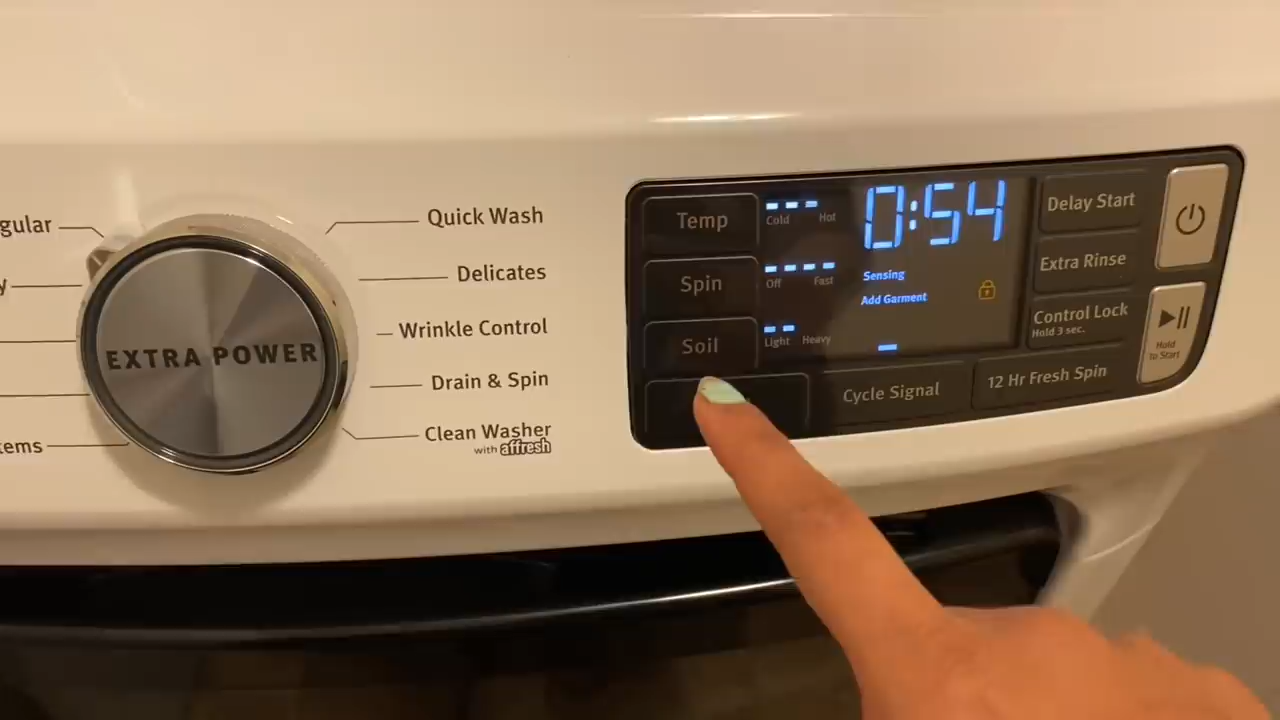 gular
y
tems
EXTRA POWER
Quick Wash
Delicates
Wrinkle Control
Drain & Spin
Clean Washer
with affresh
Temp
Cold Hot
Spin
Off Fast
Soil
Light Heavy
0:54
Sensing
Add Garment
Delay Start
Extra Rinse
Control Lock
Hold 3 sec.
Cycle Signal
12 Hr Fresh Spin
Hold
to Start